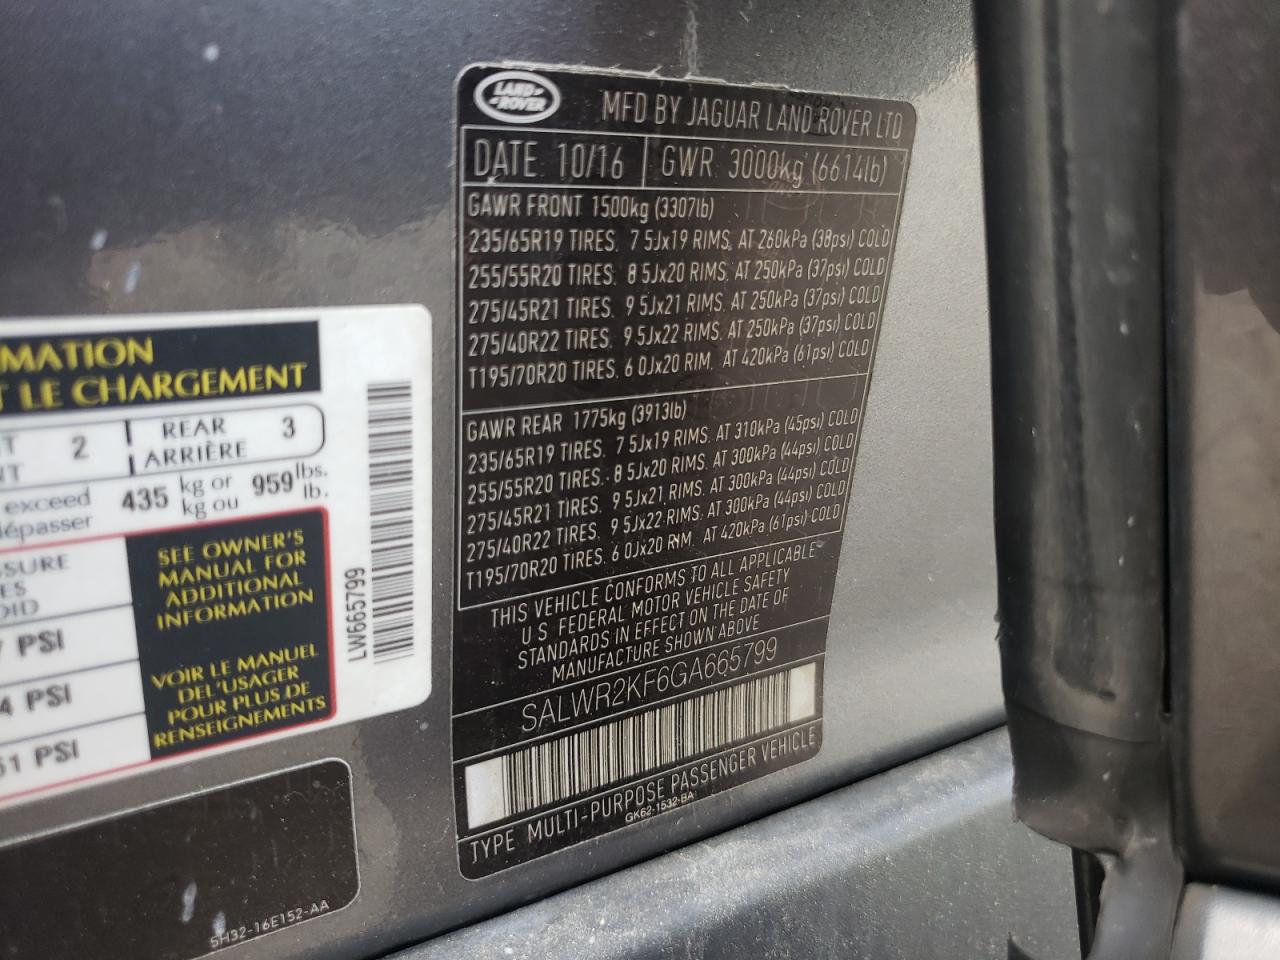 LAND-
-ROVER
MFD BY JAGUAR LAND ROVER LTD
DATE 10/16 GWR 3000kg (6614lb)
GAWR FRONT 1500kg (3307lb)
235/65R19 TIRES. 7 5Jx19 RIMS. AT 260kPa (38psi) COLD
255/55R20 TIRES. 8 5Jx20 RIMS. AT 250kPa (37psi) COLD
275/45R21 TIRES. 9 5Jx21 RIMS. AT 250kPa (37psi) COLD
275/40R22 TIRES. 9 5Jx22 RIMS. AT 250kPa (37psi) COLD
T195/70R20 TIRES. 6 0Jx20 RIM. AT 420kPa (61psi) COLD
GAWR REAR 1775kg (3913lb)
235/65R19 TIRES. 7 5Jx19 RIMS. AT 310kPa (45psi) COLD
255/55R20 TIRES. 8 5Jx20 RIMS. AT 300kPa (44psi) COLD
275/45R21 TIRES. 9 5Jx21 RIMS. AT 300kPa (44psi) COLD
275/40R22 TIRES. 9 5Jx22 RIMS. AT 300kPa (44psi) COLD
T195/70R20 TIRES. 6 0Jx20 RIM. AT 420kPa (61psi) COLD
THIS VEHICLE CONFORMS TO ALL APPLICABLE
U S FEDERAL MOTOR VEHICLE SAFETY
STANDARDS IN EFFECT ON THE DATE OF
MANUFACTURE SHOWN ABOVE
SALWR2KF6GA665799
TYPE MULTI-PURPOSE PASSENGER VEHICLE
GK62-1532-BA
MATION
LE CHARGEMENT
2 REAR 3
ARRIÈRE
exceed 435 kg or 959 lbs.
dépasser kg ou lb.
SEE OWNER'S
MANUAL FOR
ADDITIONAL
INFORMATION
VOIR LE MANUEL
DEL'USAGER
POUR PLUS DE
RENSEIGNEMENTS
PSI
4 PSI
51 PSI
LW665799
5H32-16E152-AA